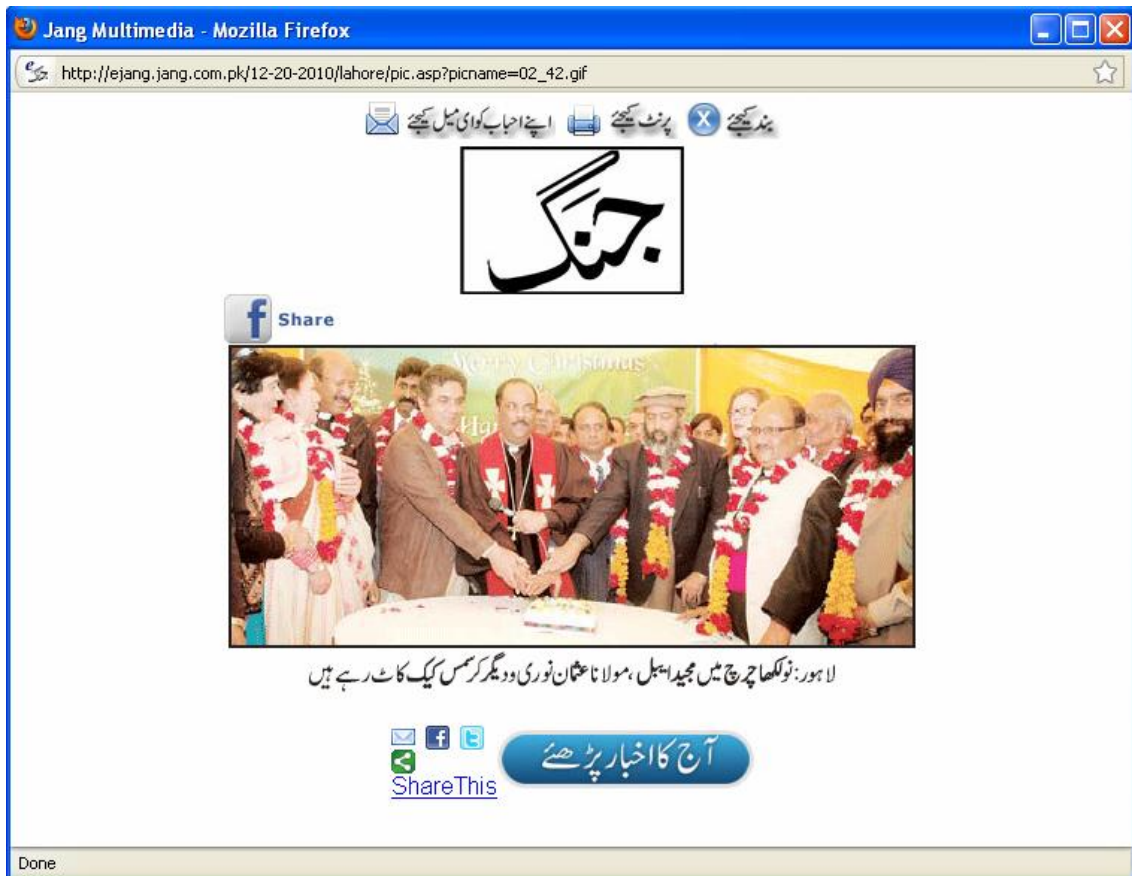 Jang Multimedia - Mozilla Firefox
http://ejang.jang.com.pk/12-20-2010/lahore/pic.asp?picname=02_42.gif
بند کیجئے پرنٹ کیجئے اپنے احباب کو ای میل کیجئے
جنگ
Share
Merry Christmas
&
لاہور: نولکھا چرچ میں مجید ایبل، مولانا عثمان نوری و دیگر کرسمس کیک کاٹ رہے ہیں
آج کا اخبار پڑھئے
ShareThis
Done